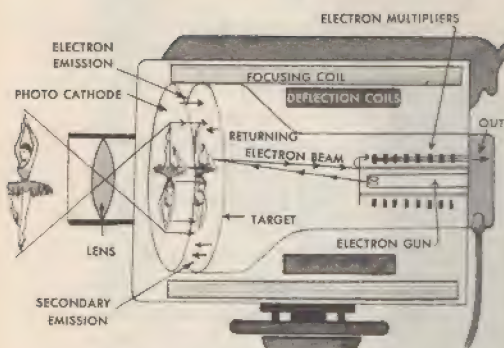 ELECTRON MULTIPLIERS
ELECTRON
EMISSION
PHOTO CATHODE
FOCUSING COIL
DEFLECTION COILS
OUT
RETURNING
ELECTRON BEAM
TARGET
LENS
ELECTRON GUN
SECONDARY
EMISSION